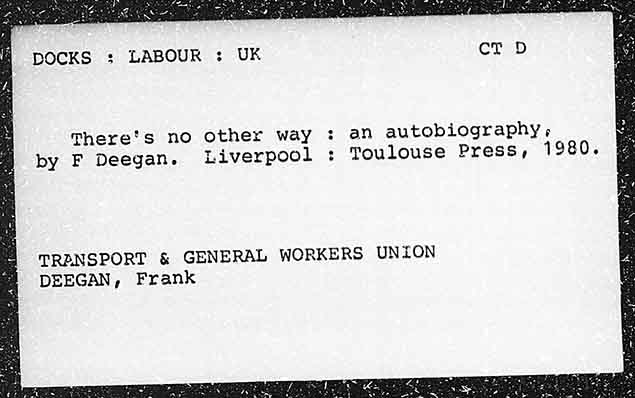 DOCKS : LABOUR : UK CT D
There's no other way : an autobiography,
by F Deegan. Liverpool : Toulouse Press, 1980.
TRANSPORT & GENERAL WORKERS UNION
DEEGAN, Frank